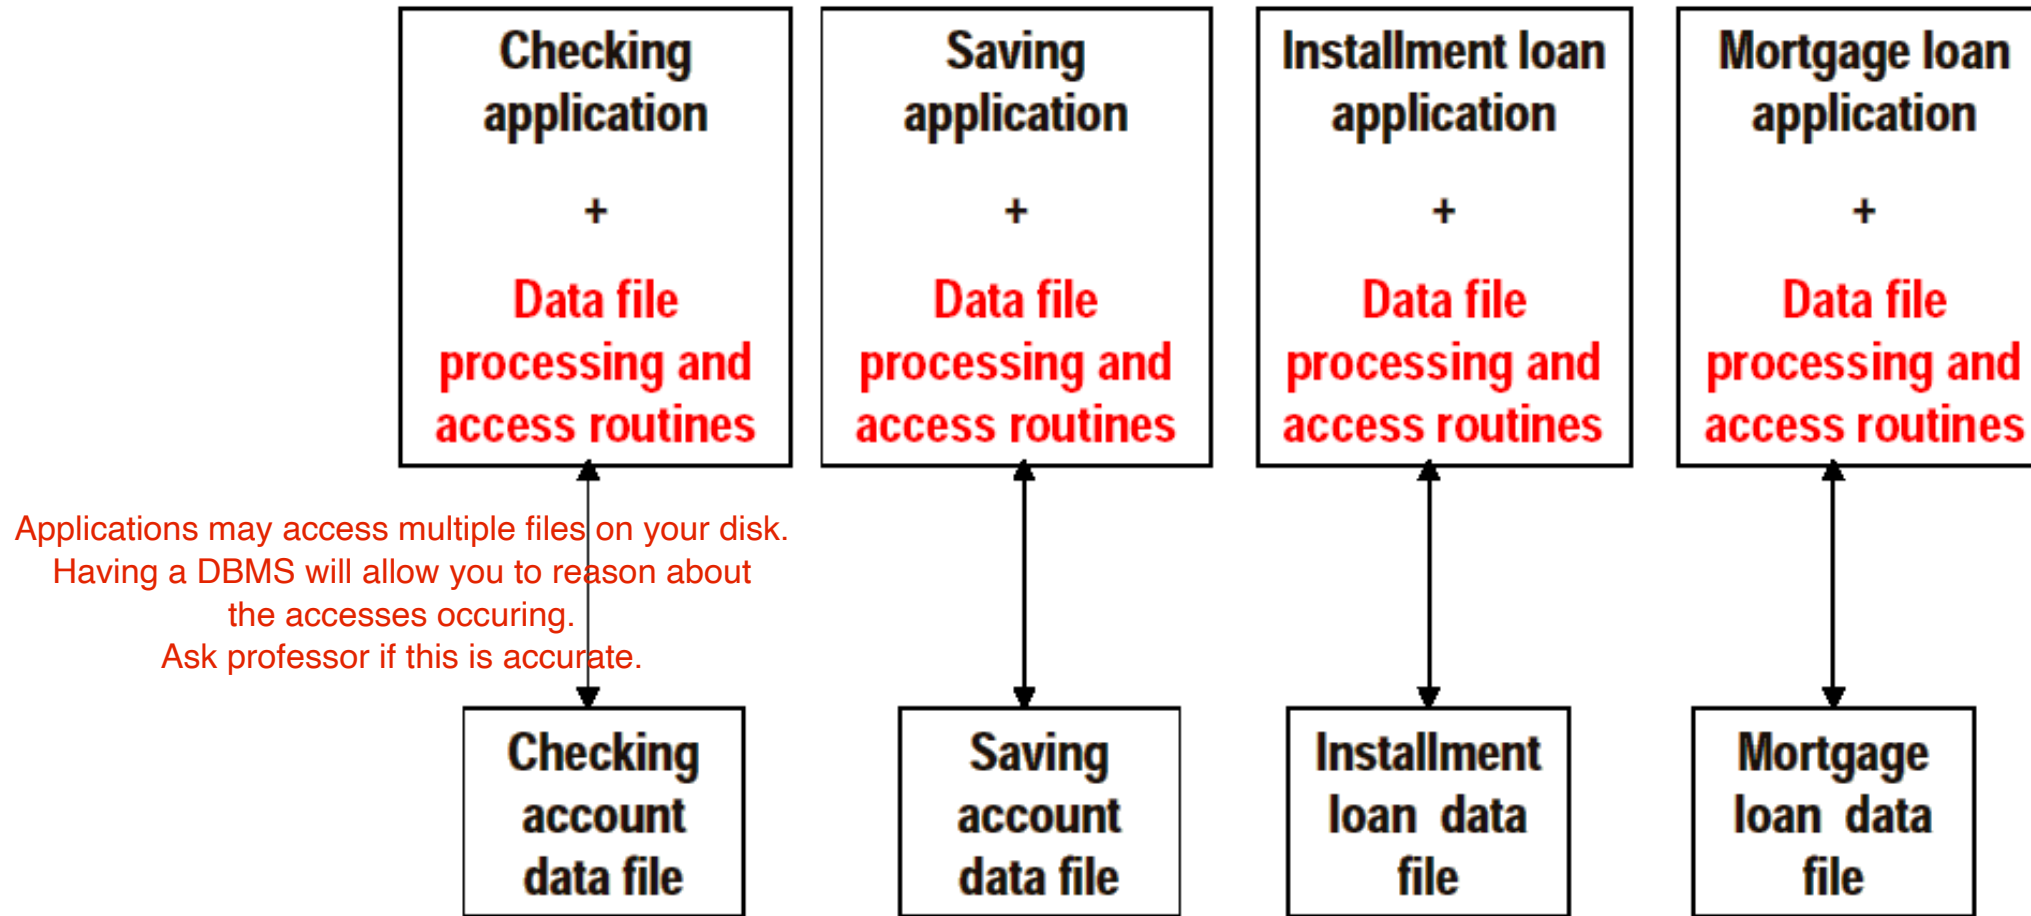 Checking
application
+
Data file
processing and
access routines
Saving
application
+
Data file
processing and
access routines
Installment loan
application
+
Data file
processing and
access routines
Mortgage loan
application
+
Data file
processing and
access routines
Applications may access multiple files on your disk.
Having a DBMS will allow you to reason about
the accesses occuring.
Ask professor if this is accurate.
Checking
account
data file
Saving
account
data file
Installment
loan data
file
Mortgage
loan data
file